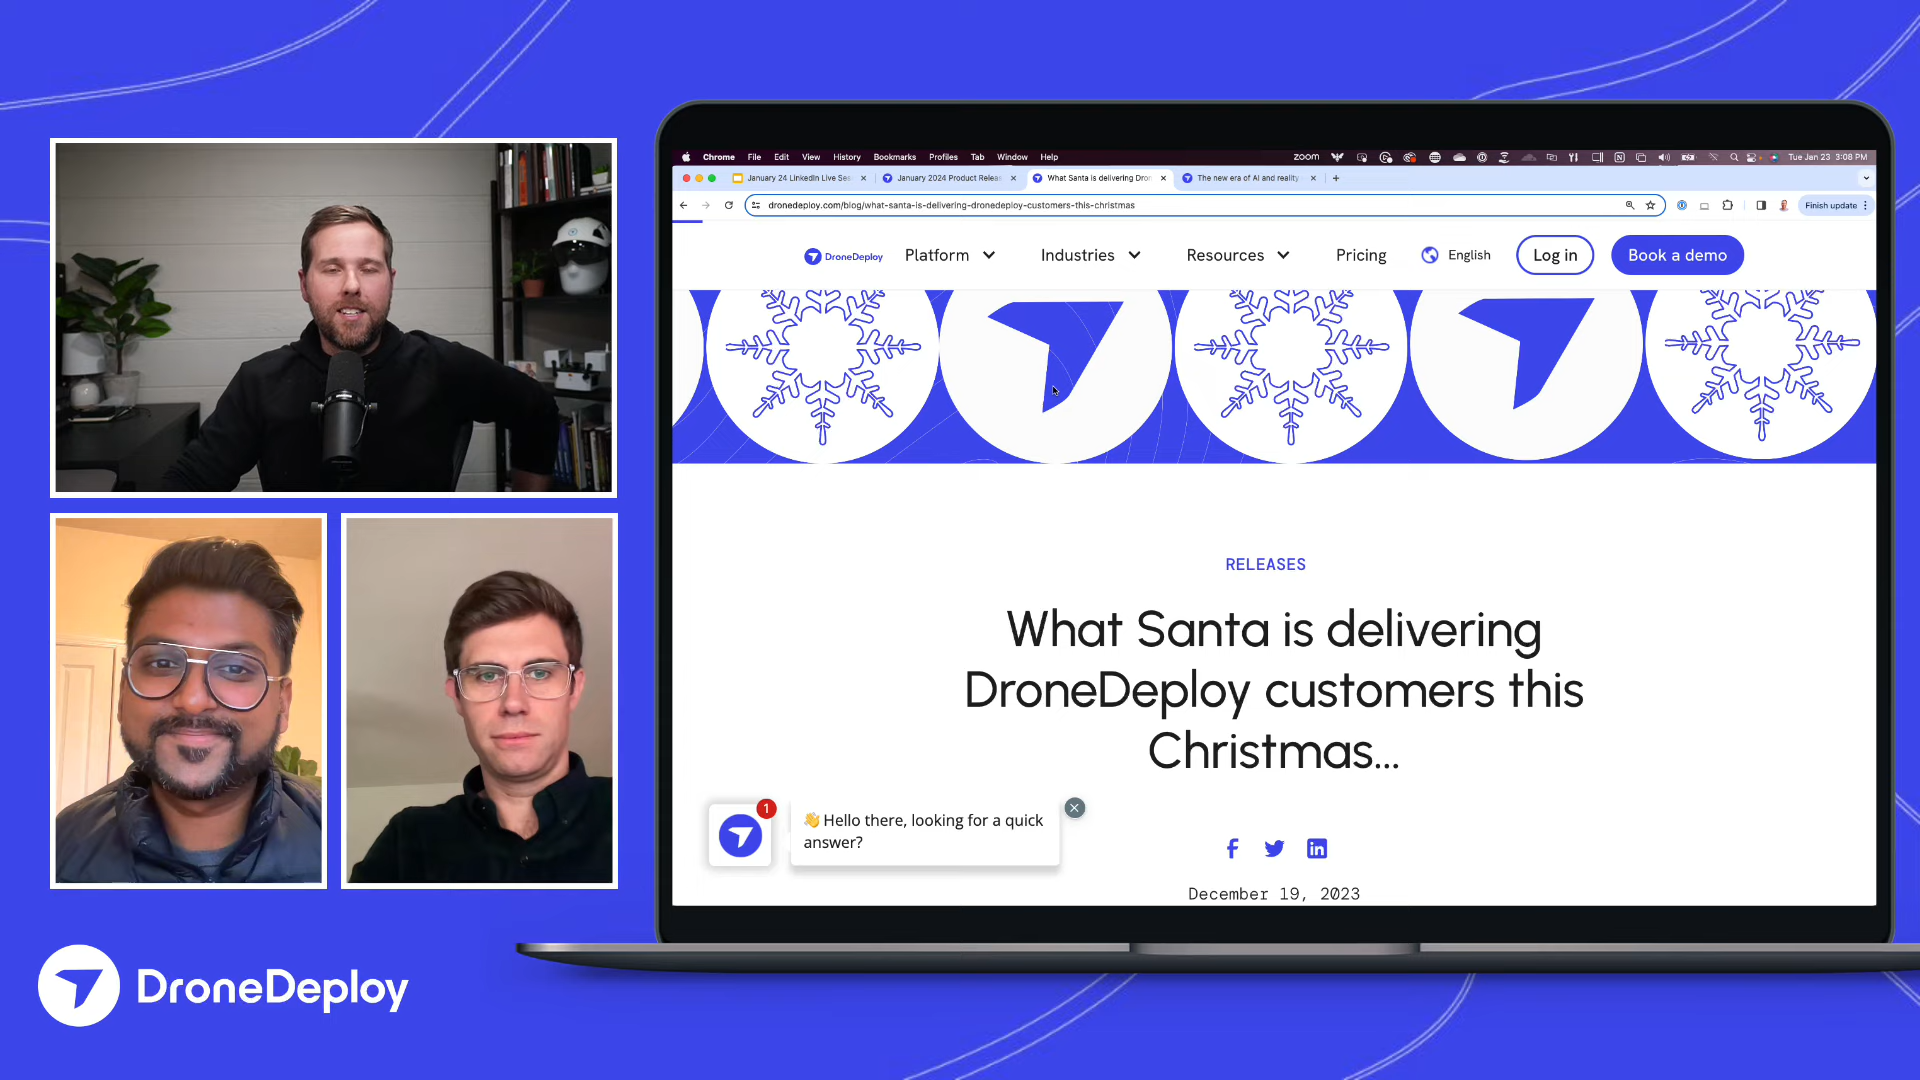 Chrome File Edit View History Bookmarks Profiles Tab Window Help zoom Tue Jan 23 3:08 PM
January 24 LinkedIn Live Ses January 2024 Product Releas What Santa is delivering Dron The new era of AI and reality
dronedeploy.com/blog/what-santa-is-delivering-dronedeploy-customers-this-christmas Finish update
DroneDeploy Platform Industries Resources Pricing English Log in Book a demo
RELEASES
What Santa is delivering
DroneDeploy customers this
Christmas...
1
👋 Hello there, looking for a quick
answer?
December 19, 2023
DroneDeploy